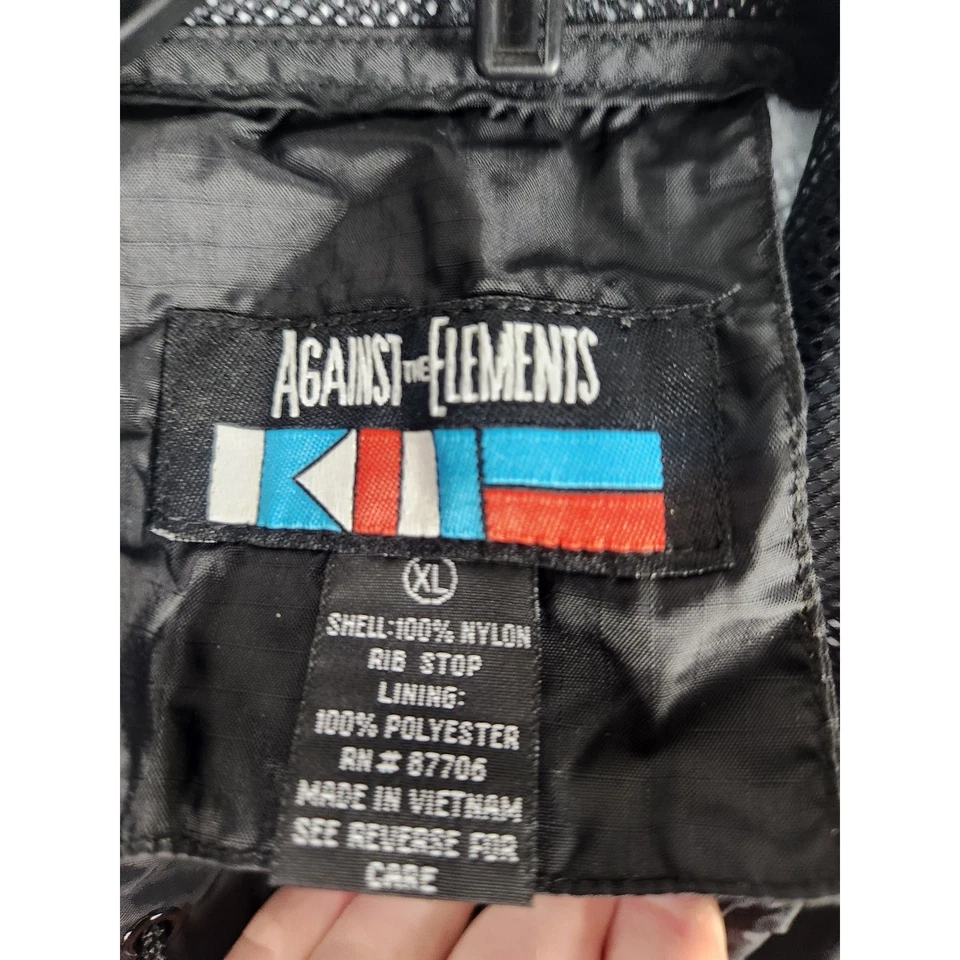 AGAINST THE ELEMENTS
XL
SHELL:100% NYLON
RIB STOP
LINING:
100% POLYESTER
RN# 87706
MADE IN VIETNAM
SEE REVERSE FOR
CARE